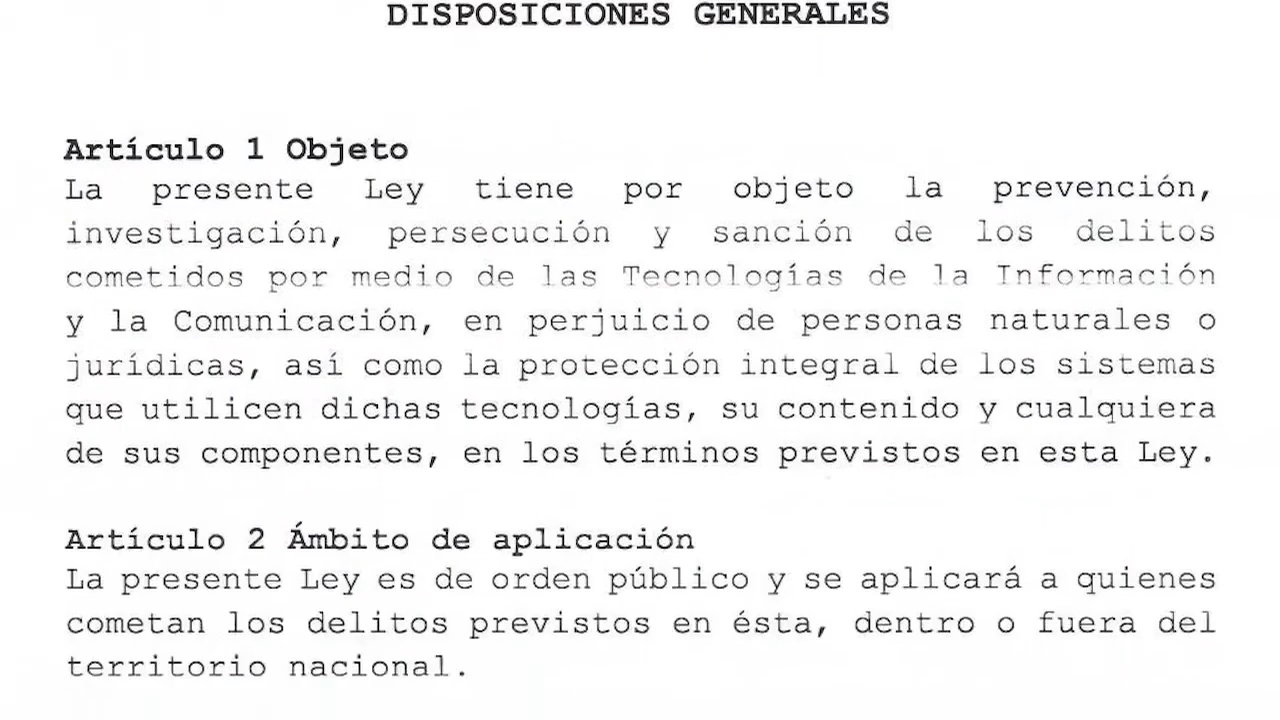 DISPOSICIONES GENERALES
Artículo 1 Objeto
La presente Ley tiene por objeto la prevención,
investigación, persecución y sanción de los delitos
cometidos por medio de las Tecnologías de la Información
y la Comunicación, en perjuicio de personas naturales o
jurídicas, así como la protección integral de los sistemas
que utilicen dichas tecnologías, su contenido y cualquiera
de sus componentes, en los términos previstos en esta Ley.
Artículo 2 Ámbito de aplicación
La presente Ley es de orden público y se aplicará a quienes
cometan los delitos previstos en ésta, dentro o fuera del
territorio nacional.